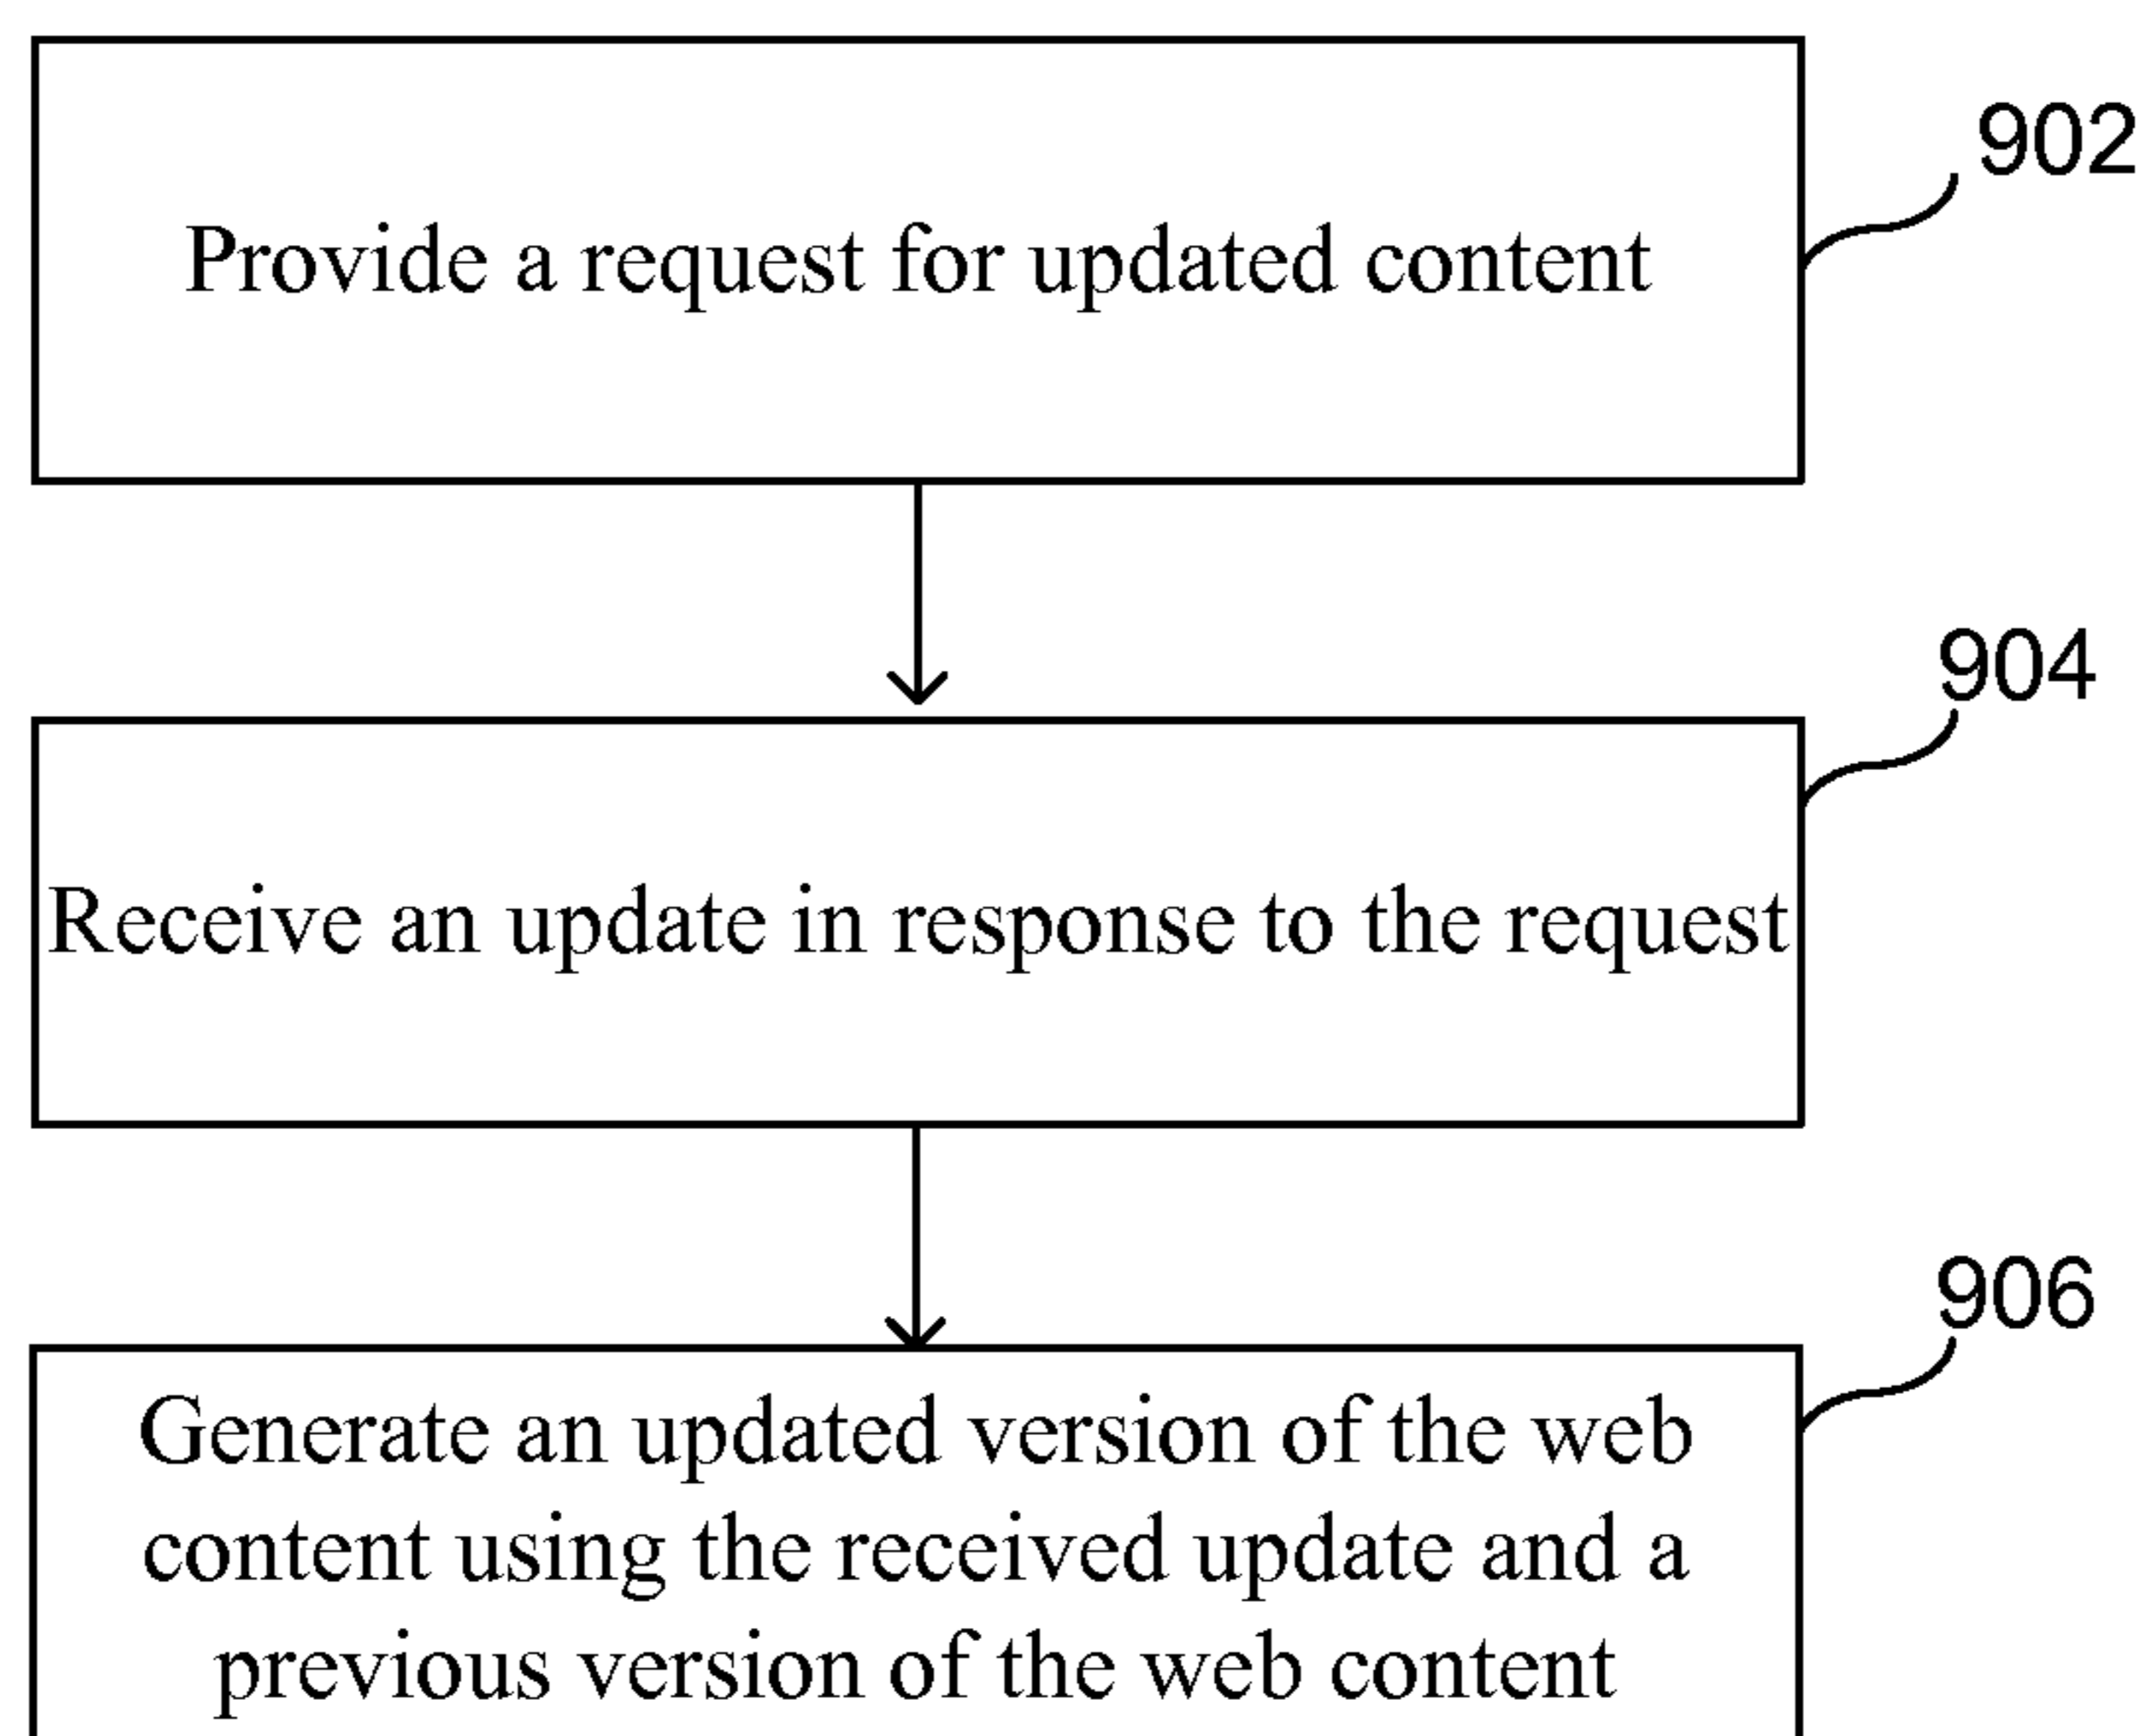 902
Provide a request for updated content
904
Receive an update in response to the request
906
Generate an updated version of the web
content using the received update and a
previous version of the web content